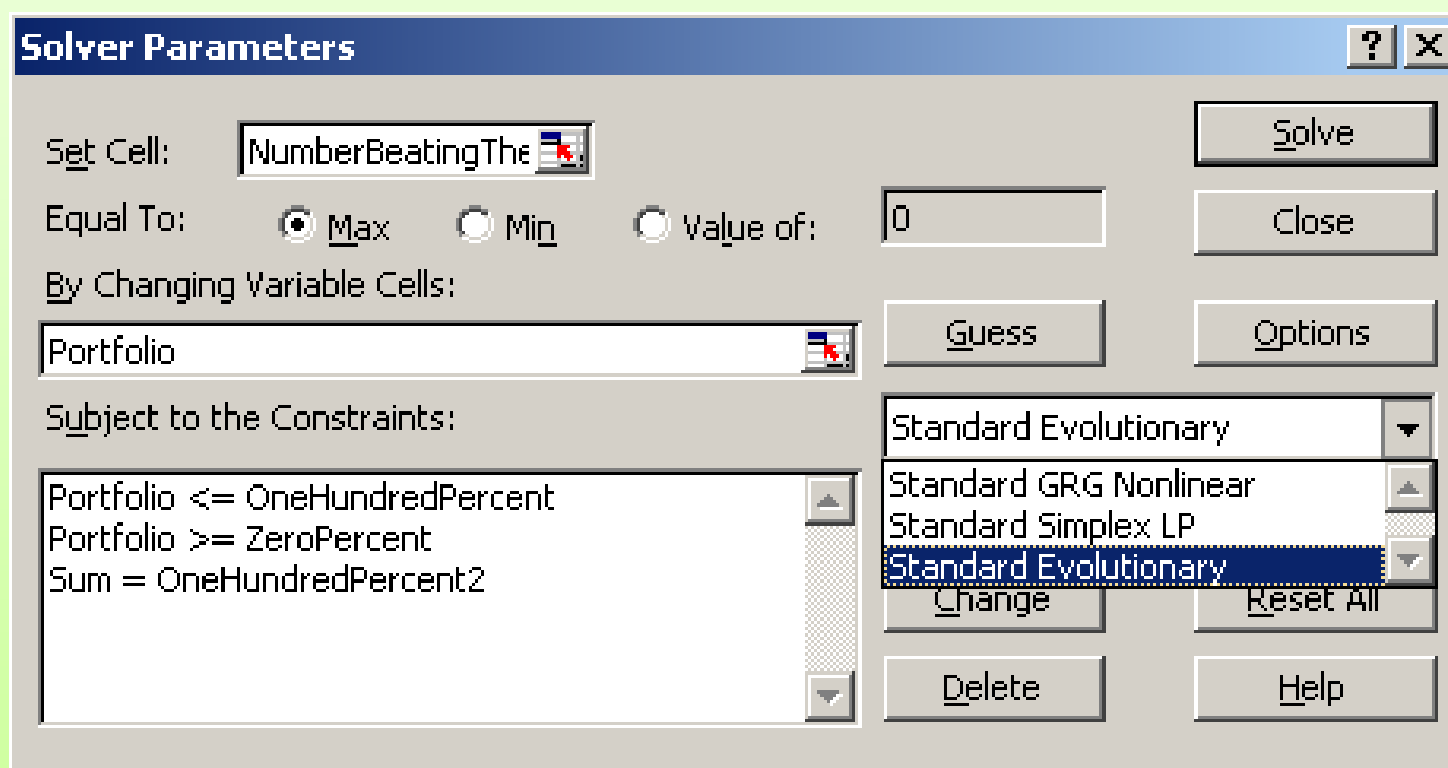 Solver Parameters
Set Cell: NumberBeatingThe Solve
Equal To: Max Min Value of: 0 Close
By Changing Variable Cells:
Portfolio Guess Options
Subject to the Constraints: Standard Evolutionary
Portfolio <= OneHundredPercent Standard GRG Nonlinear
Portfolio >= ZeroPercent Standard Simplex LP
Sum = OneHundredPercent2 Standard Evolutionary
Change Reset All
Delete Help